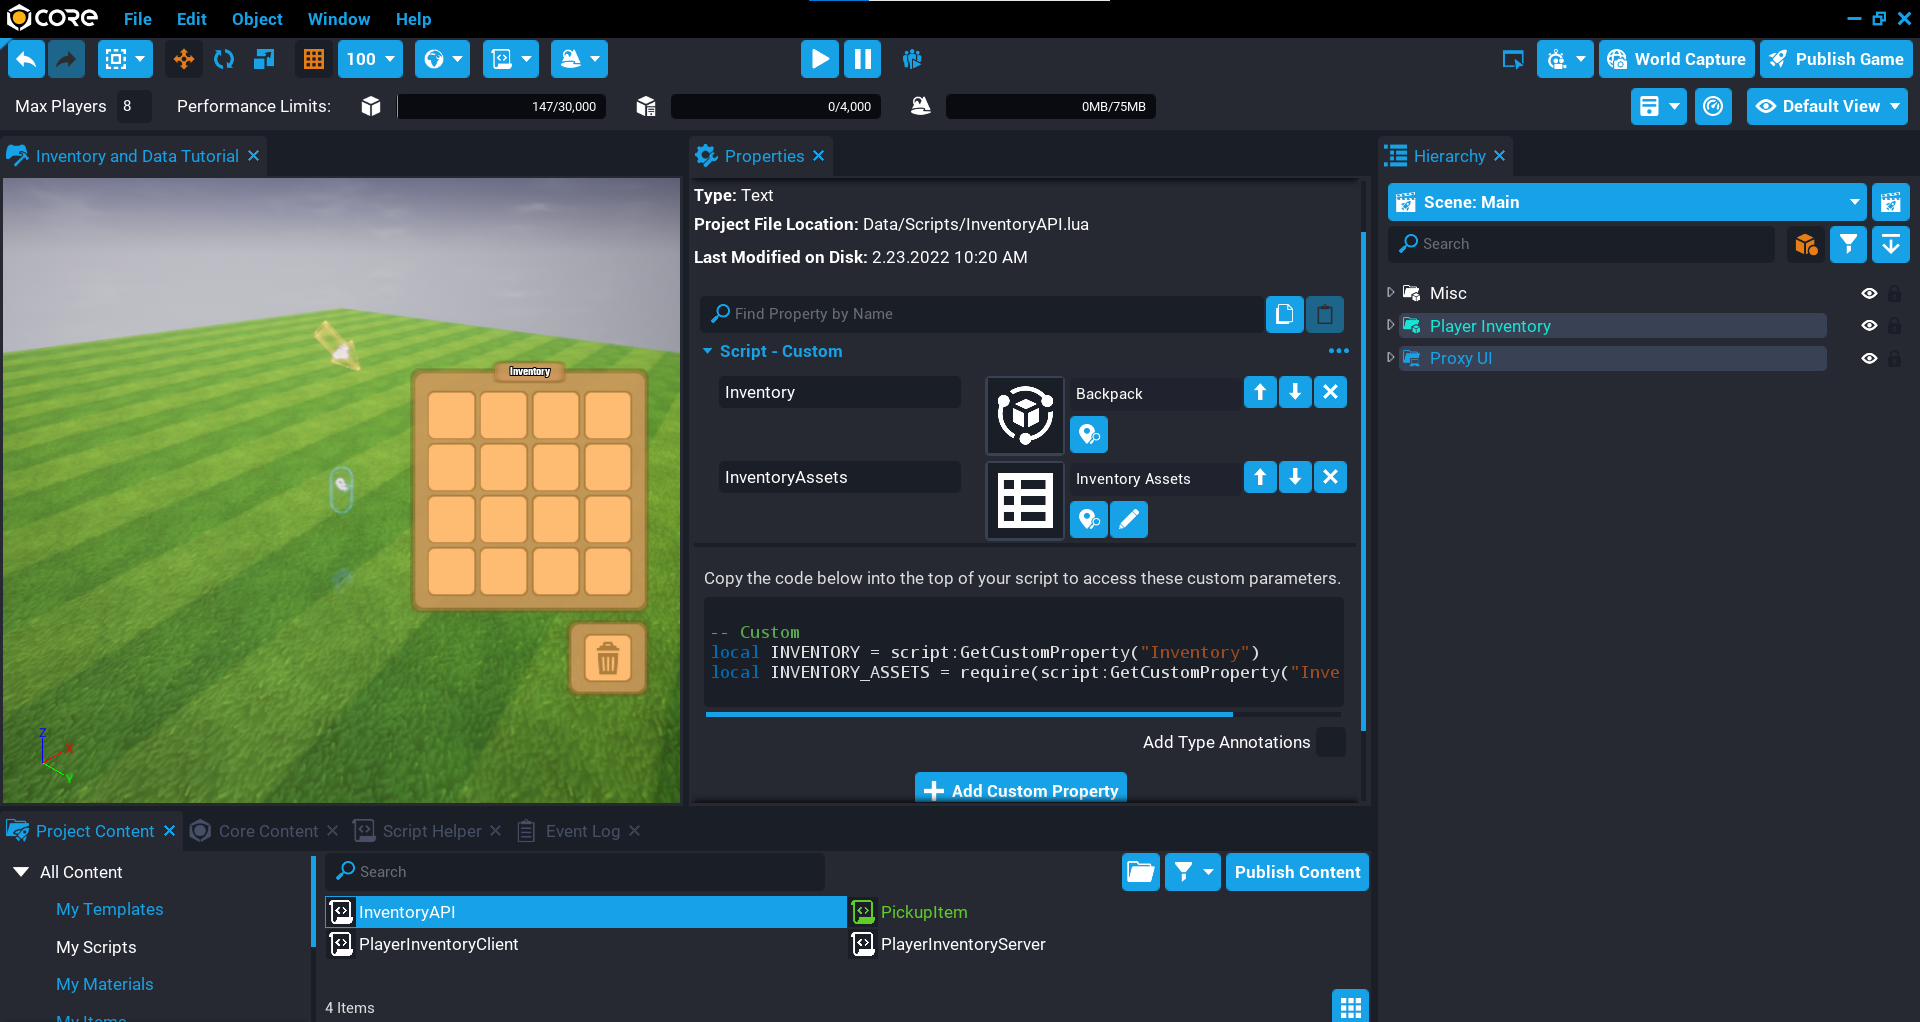 CORE File Edit Object Window Help
100 World Capture Publish Game
Max Players 8 Performance Limits: 147/30,000 0/4,000 0MB/75MB Default View
Inventory and Data Tutorial
Inventory
Z
X
Y
Properties
Type: Text
Project File Location: Data/Scripts/InventoryAPI.lua
Last Modified on Disk: 2.23.2022 10:20 AM
Find Property by Name
Script - Custom
Inventory Backpack
InventoryAssets Inventory Assets
Copy the code below into the top of your script to access these custom parameters.
-- Custom
local INVENTORY = script:GetCustomProperty("Inventory")
local INVENTORY_ASSETS = require(script:GetCustomProperty("Inve
Add Type Annotations
Add Custom Property
Hierarchy
Scene: Main
Search
Misc
Player Inventory
Proxy UI
Project Content Core Content Script Helper Event Log
All Content
My Templates
My Scripts
My Materials
My Items
Search Publish Content
InventoryAPI PickupItem
PlayerInventoryClient PlayerInventoryServer
4 Items